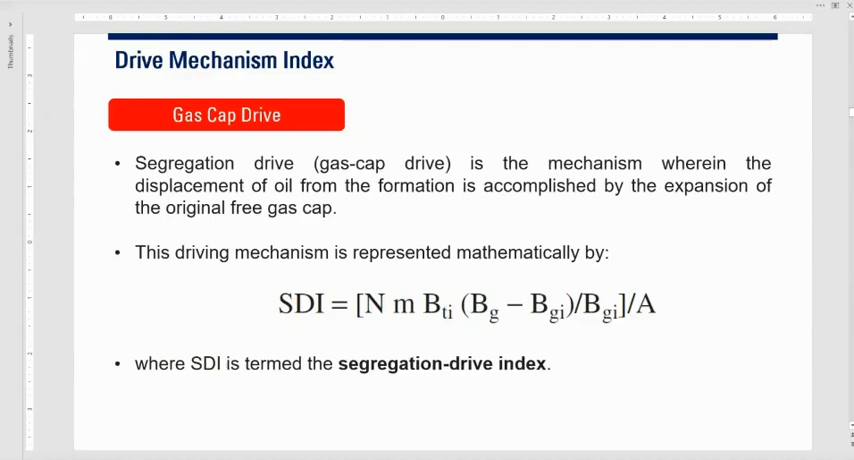 Thumbnails
Drive Mechanism Index
Gas Cap Drive
• Segregation drive (gas-cap drive) is the mechanism wherein the
displacement of oil from the formation is accomplished by the expansion of
the original free gas cap.
• This driving mechanism is represented mathematically by:
SDI = [N m Bti (Bg − Bgi)/Bgi]/A
• where SDI is termed the segregation-drive index.